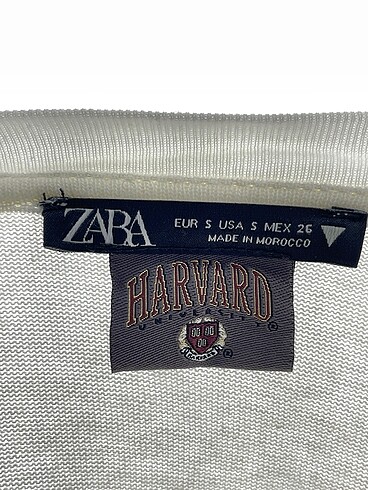 ZARA
EUR S USA S MEX 26
MADE IN MOROCCO
HARVARD
UNIVERSITY ®
®